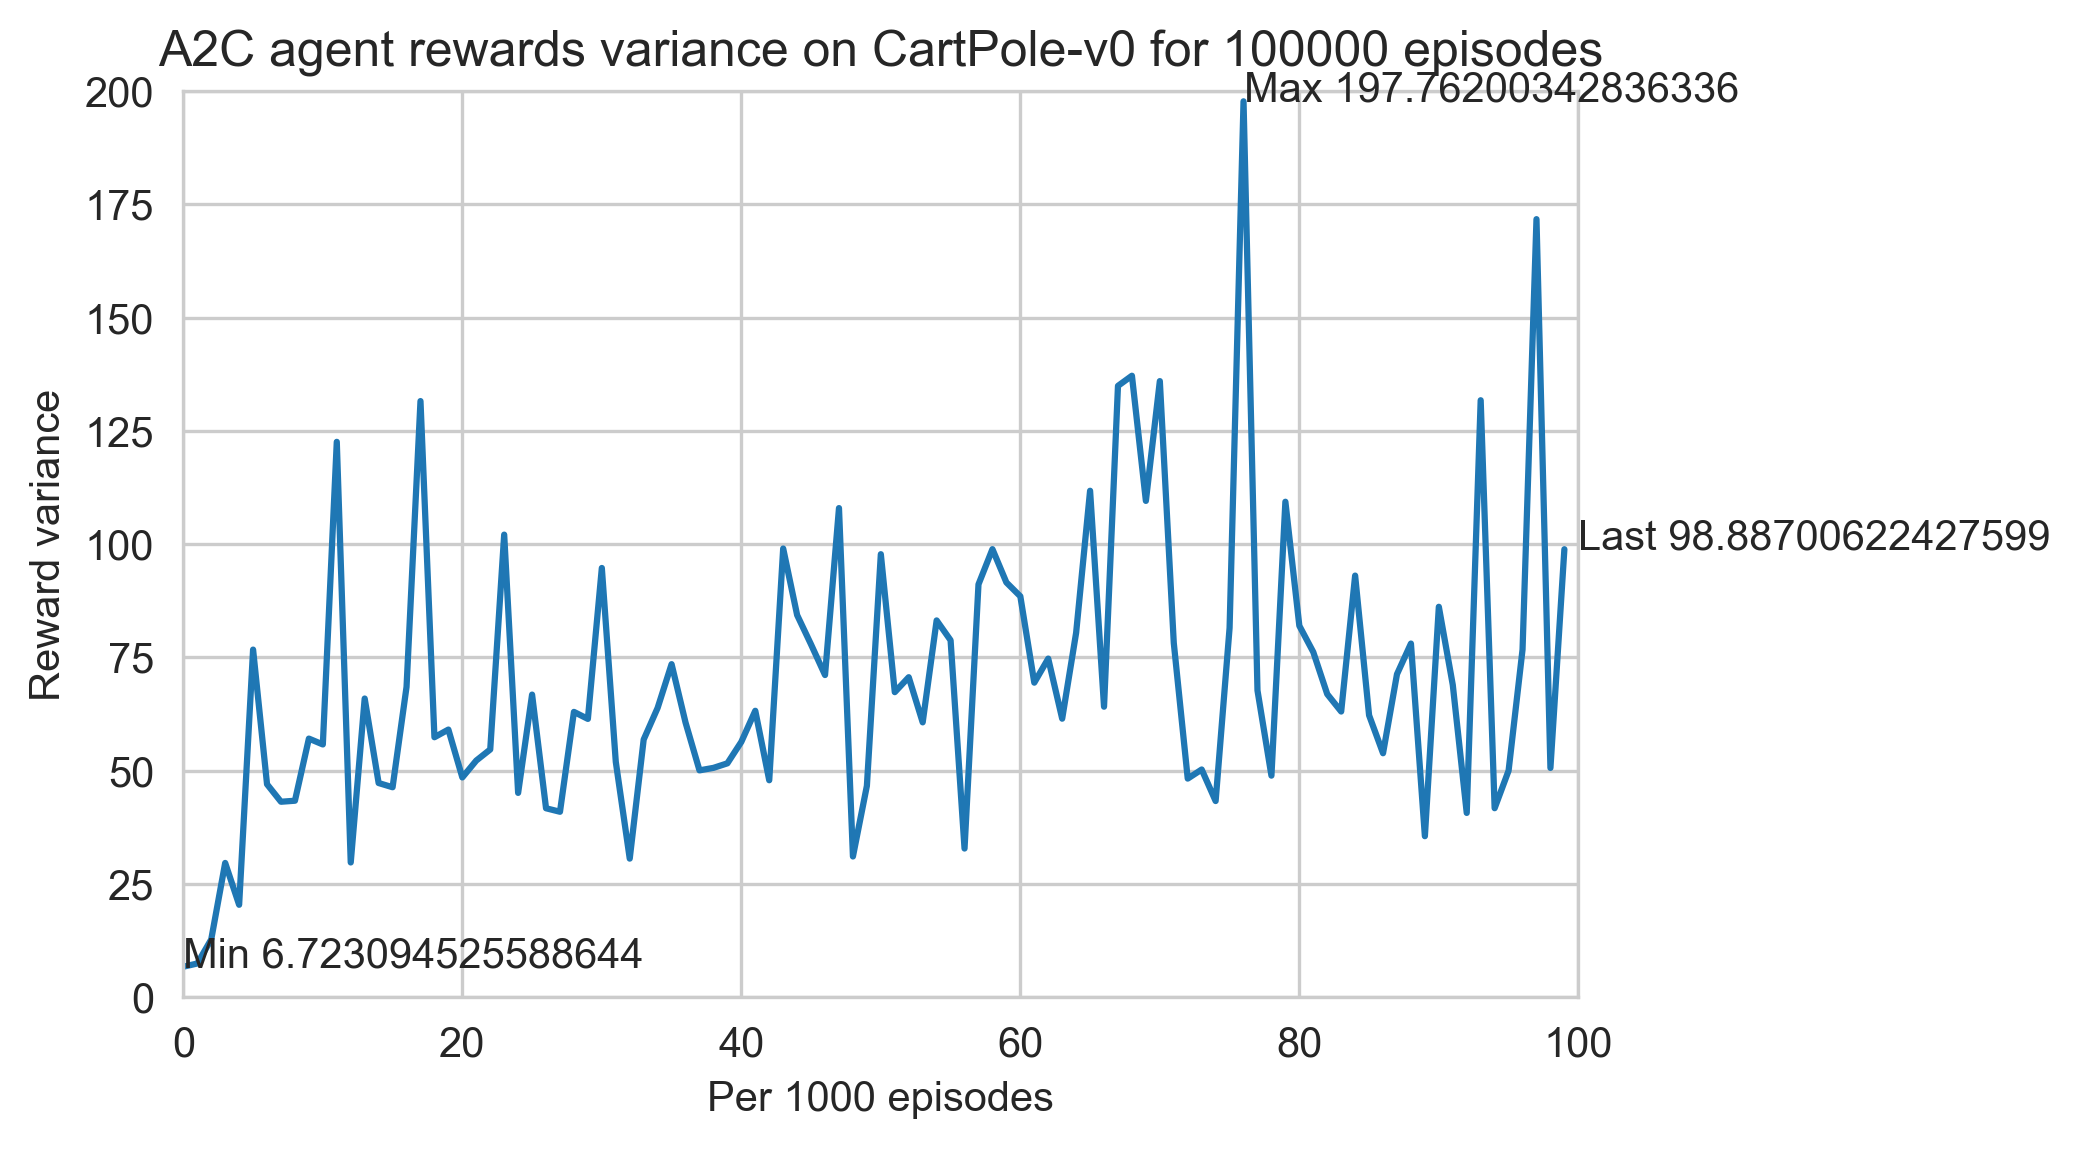 A2C agent rewards variance on CartPole-v0 for 100000 episodes
Max 197.76200342836336
200
175
150
125
100
75
50
25
0
Reward variance
Last 98.88700622427599
Min 6.723094525588644
0 20 40 60 80 100
Per 1000 episodes